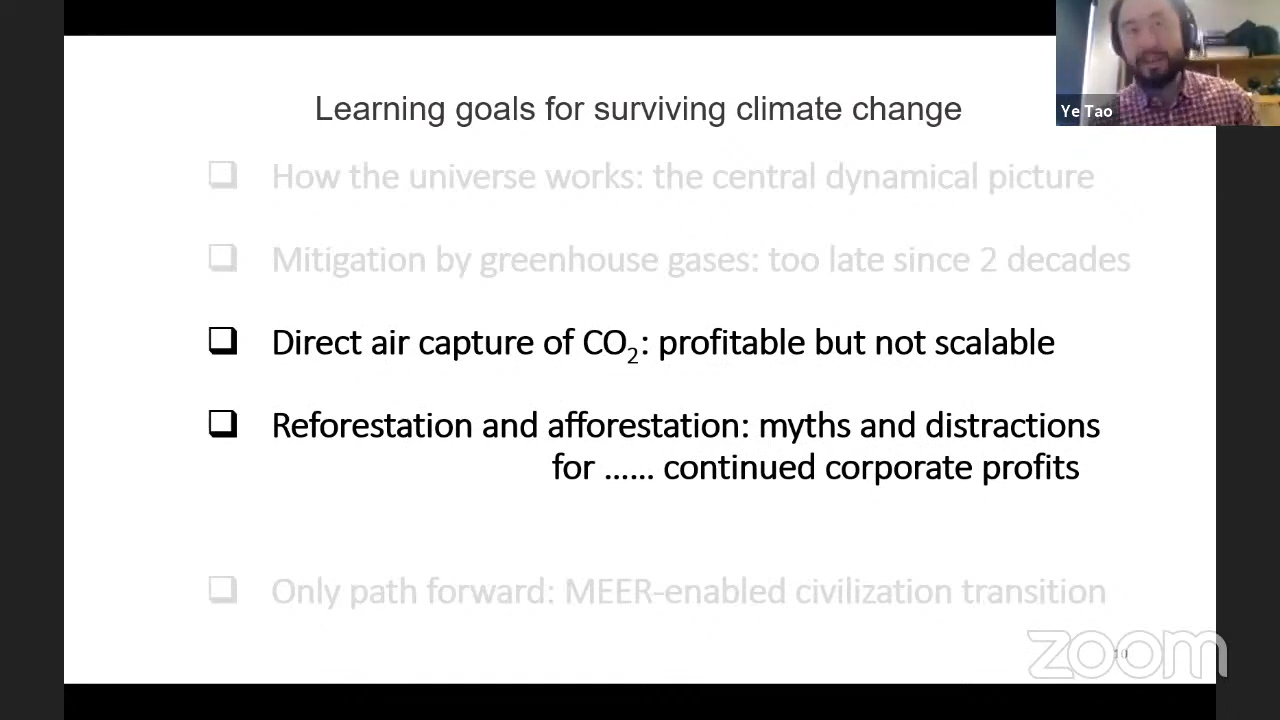 Learning goals for surviving climate change
Ye Tao
How the universe works: the central dynamical picture
Mitigation by greenhouse gases: too late since 2 decades
Direct air capture of CO₂: profitable but not scalable
Reforestation and afforestation: myths and distractions
for ...... continued corporate profits
Only path forward: MEER-enabled civilization transition
zoom
10